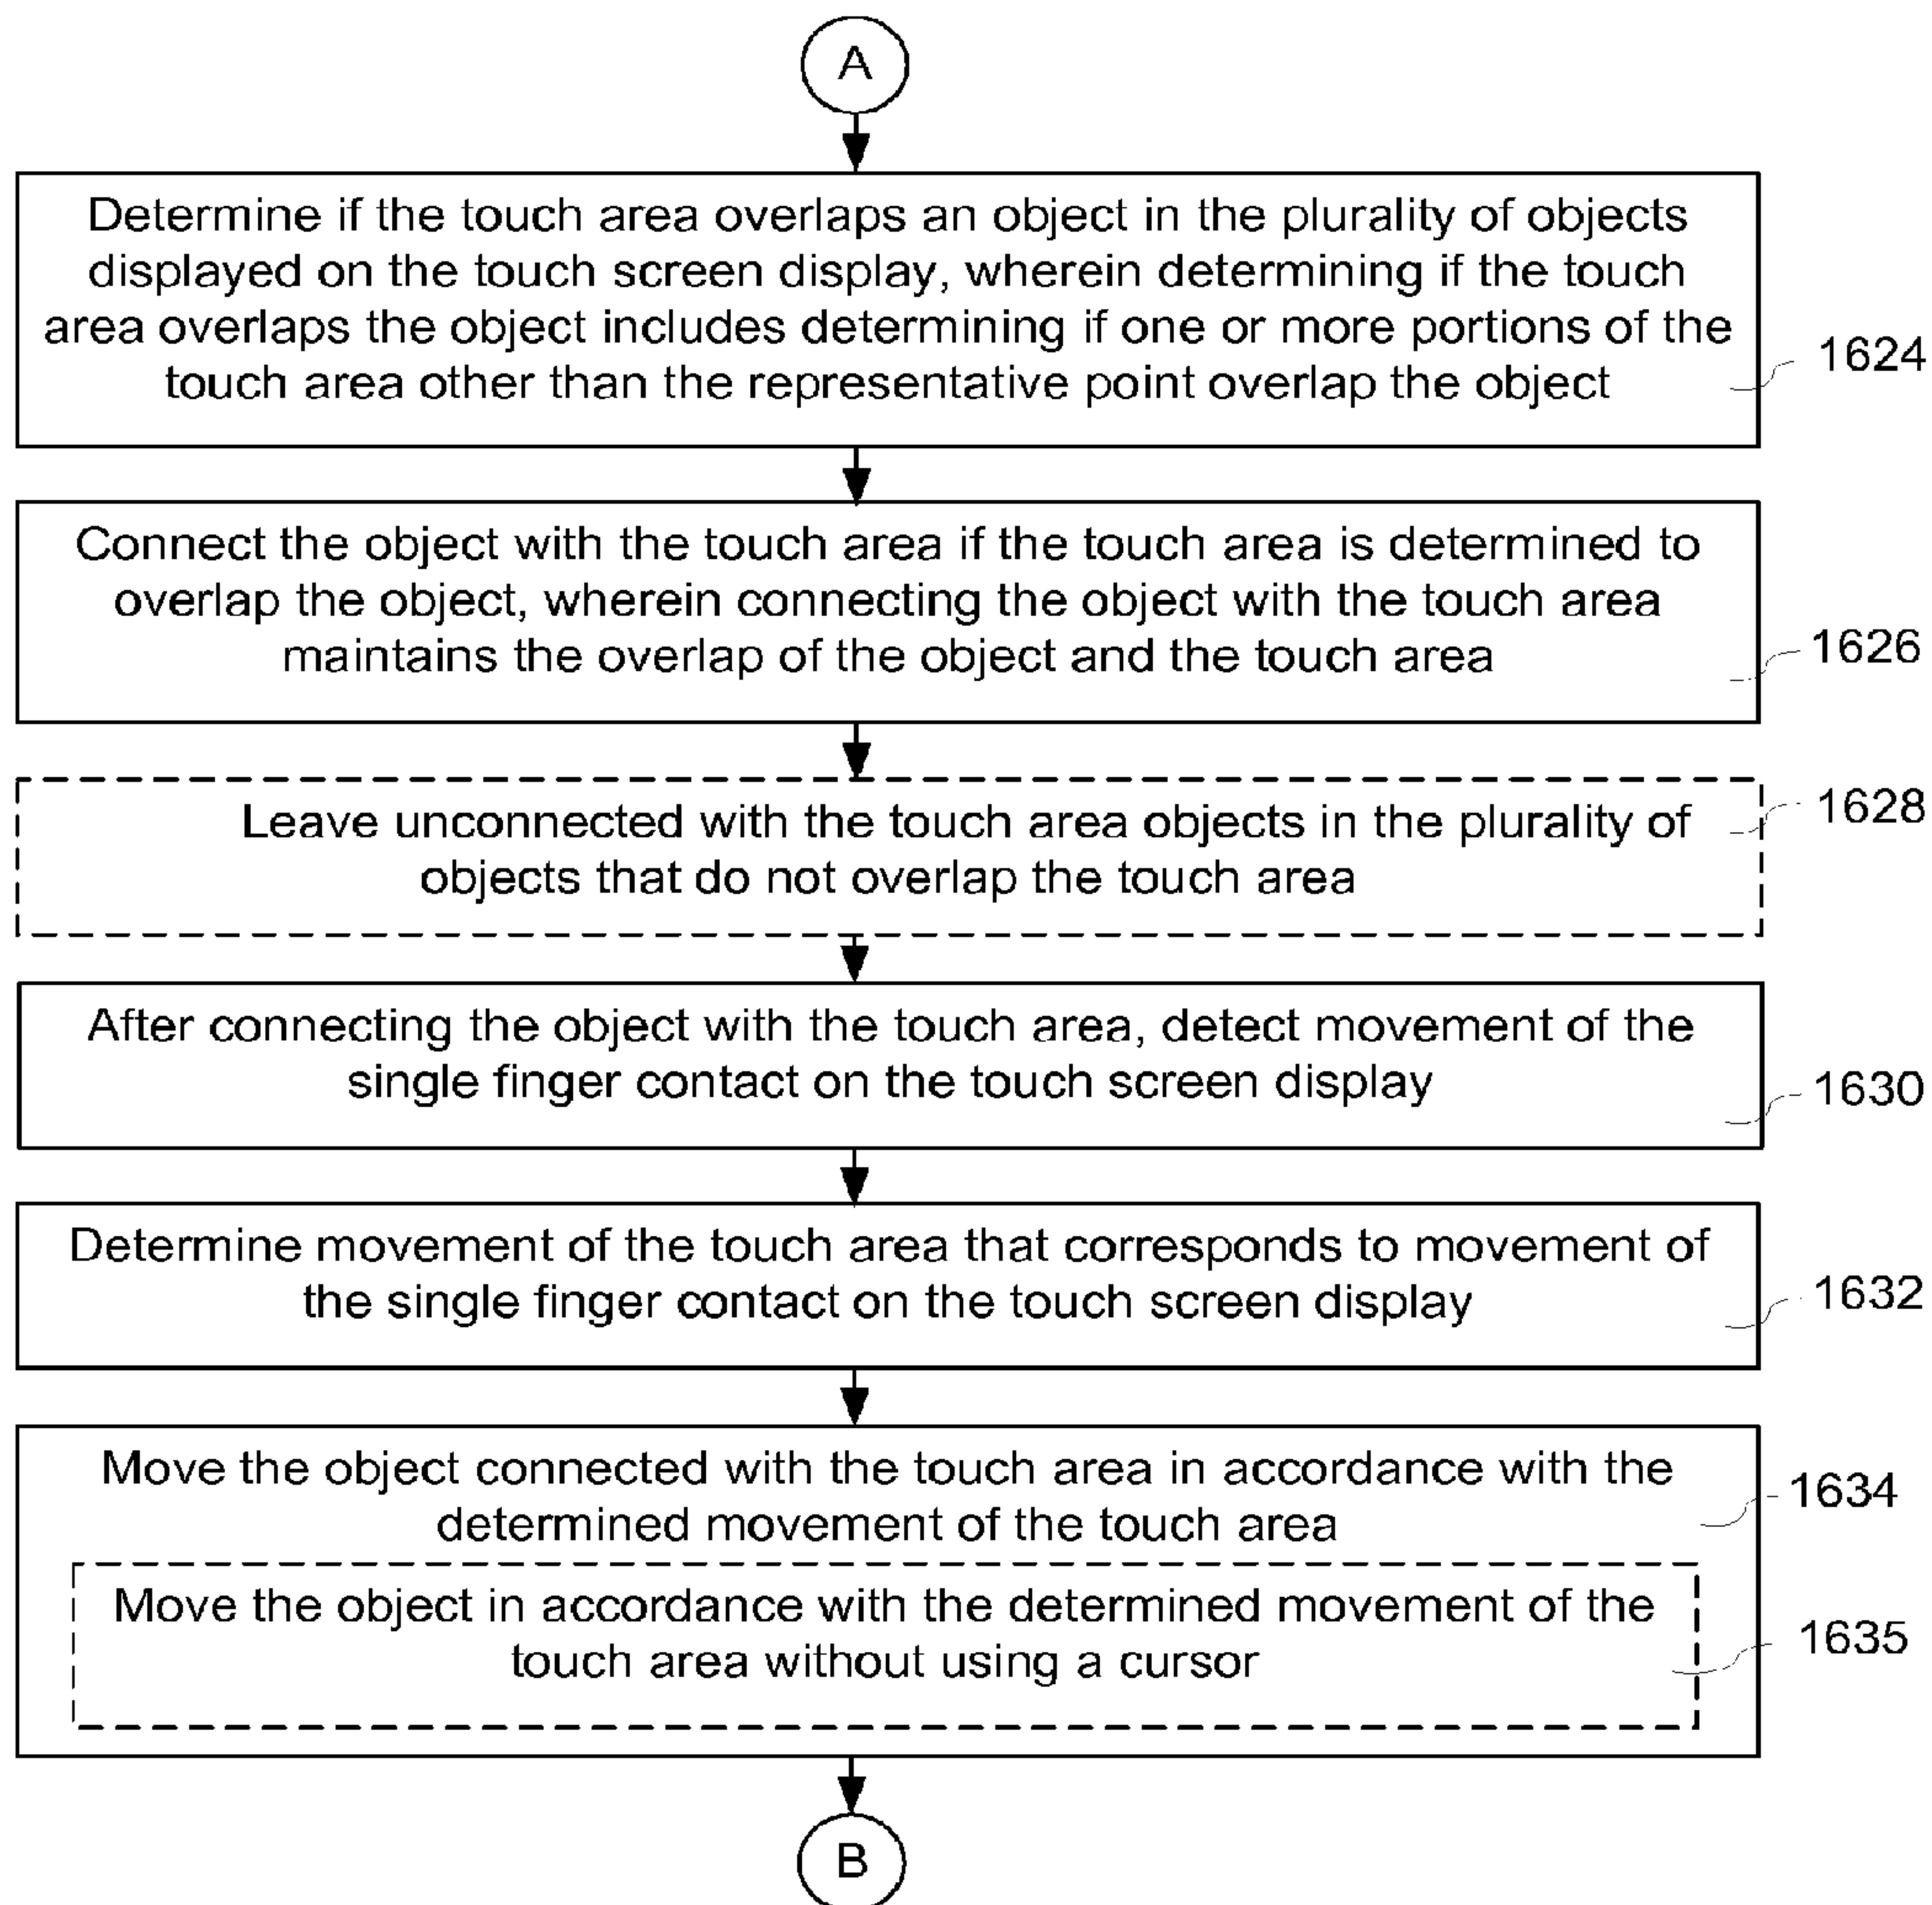 A
Determine if the touch area overlaps an object in the plurality of objects
displayed on the touch screen display, wherein determining if the touch
area overlaps the object includes determining if one or more portions of the
touch area other than the representative point overlap the object
1624
Connect the object with the touch area if the touch area is determined to
overlap the object, wherein connecting the object with the touch area
maintains the overlap of the object and the touch area
1626
Leave unconnected with the touch area objects in the plurality of
objects that do not overlap the touch area
1628
After connecting the object with the touch area, detect movement of the
single finger contact on the touch screen display
1630
Determine movement of the touch area that corresponds to movement of
the single finger contact on the touch screen display
1632
Move the object connected with the touch area in accordance with the
determined movement of the touch area
1634
Move the object in accordance with the determined movement of the
touch area without using a cursor
1635
B